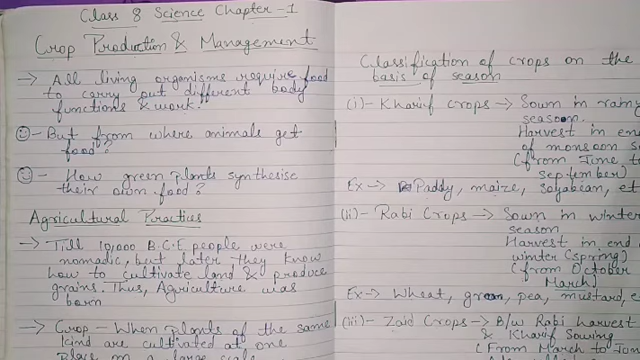 Class 8 Science Chapter-1
Crop Production & Management
→ All living organisms require food
to carry out different body
functions & work.
- But from where animals get
food?
- How green plants synthesise
their own food?
Agricultural Practices
→ Till 10,000 B.C.E people were
nomadic, but later they know
how to cultivate land & produce
grains. Thus, Agriculture was
born
→ Crop - When plants of the same
kind are cultivated at one
place on a large scale
Classification of crops on the
basis of season
(i)- Kharif crops → Sown in rainy
season.
Harvest in end
of monsoon s
(from June to
september)
Ex → Paddy, maize, soyabean, et
(ii)- Rabi Crops → Sown in winter
season
Harvest in end
winter (spring)
(from October
March)
Ex → Wheat, gram, pea, mustard, e
(iii)- Zaid Crops → B/w Rabi harvest
& Kharif Sowing
(From March to Jun